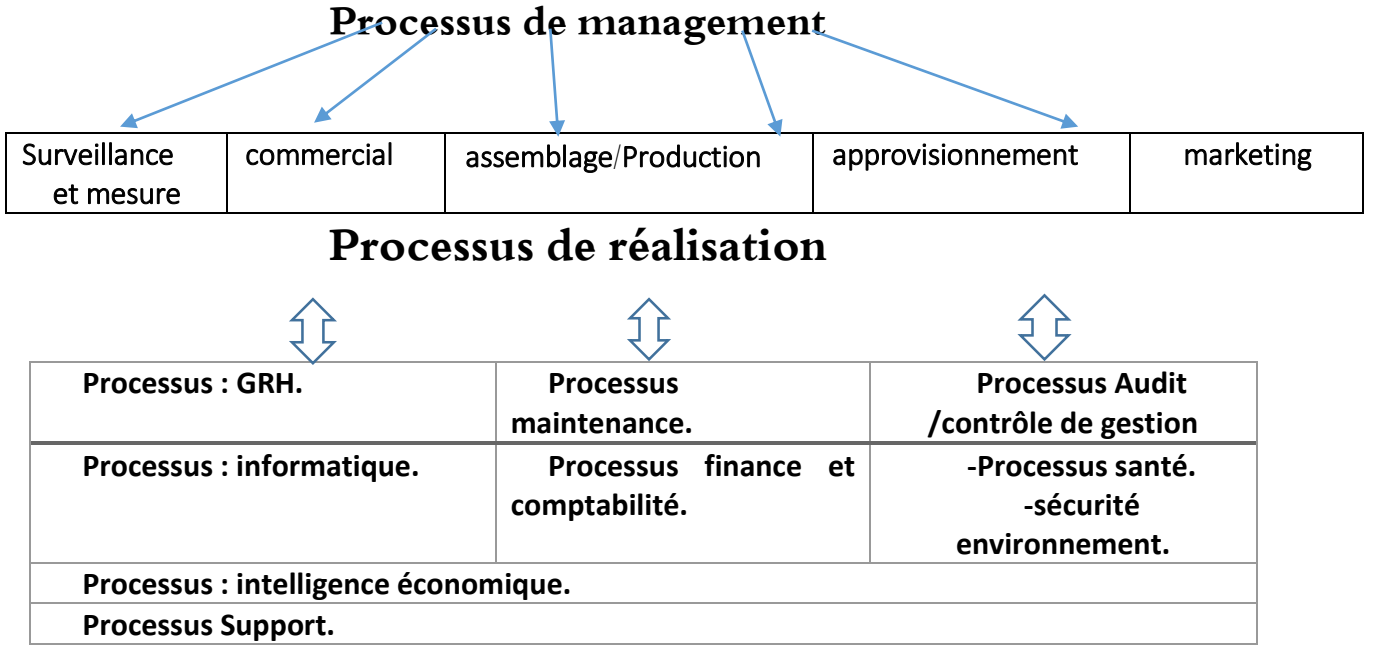 Processus de management
Surveillance
et mesure
commercial
assemblage/Production
approvisionnement
marketing
Processus de réalisation
Processus : GRH.
Processus
maintenance.
Processus Audit
/contrôle de gestion
Processus : informatique.
Processus finance et
comptabilité.
-Processus santé.
-sécurité
environnement.
Processus : intelligence économique.
Processus Support.